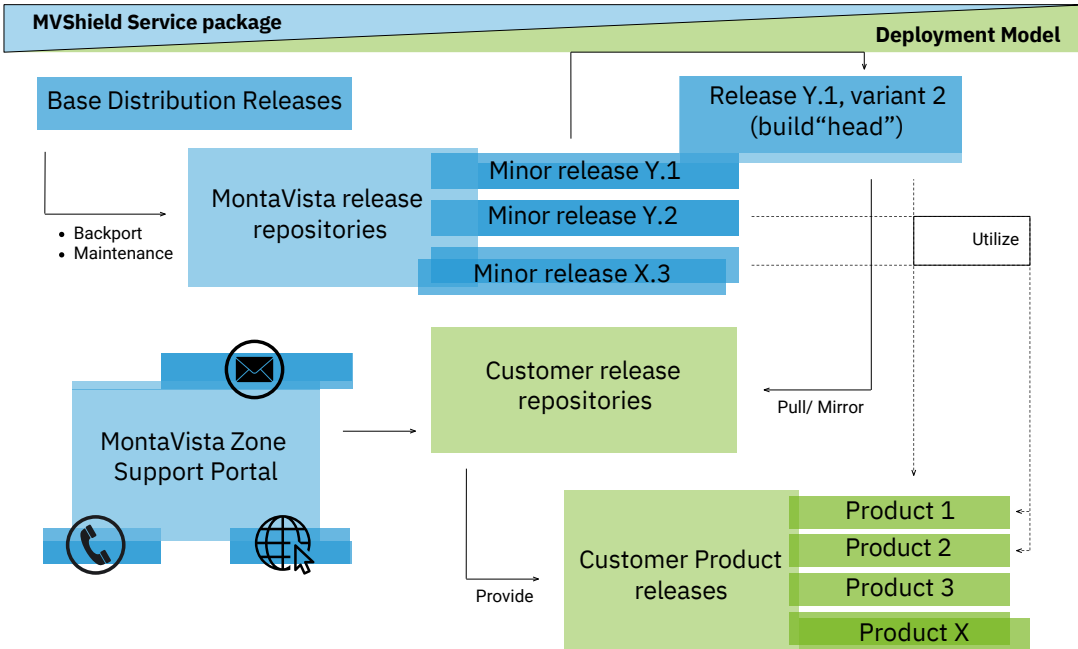 MVShield Service package
Deployment Model
Base Distribution Releases
Release Y.1, variant 2
(build“head”)
MontaVista release
repositories
Minor release Y.1
Minor release Y.2
Minor release X.3
• Backport
• Maintenance
Utilize
Customer release
repositories
Pull/ Mirror
MontaVista Zone
Support Portal
Provide
Customer Product
releases
Product 1
Product 2
Product 3
Product X